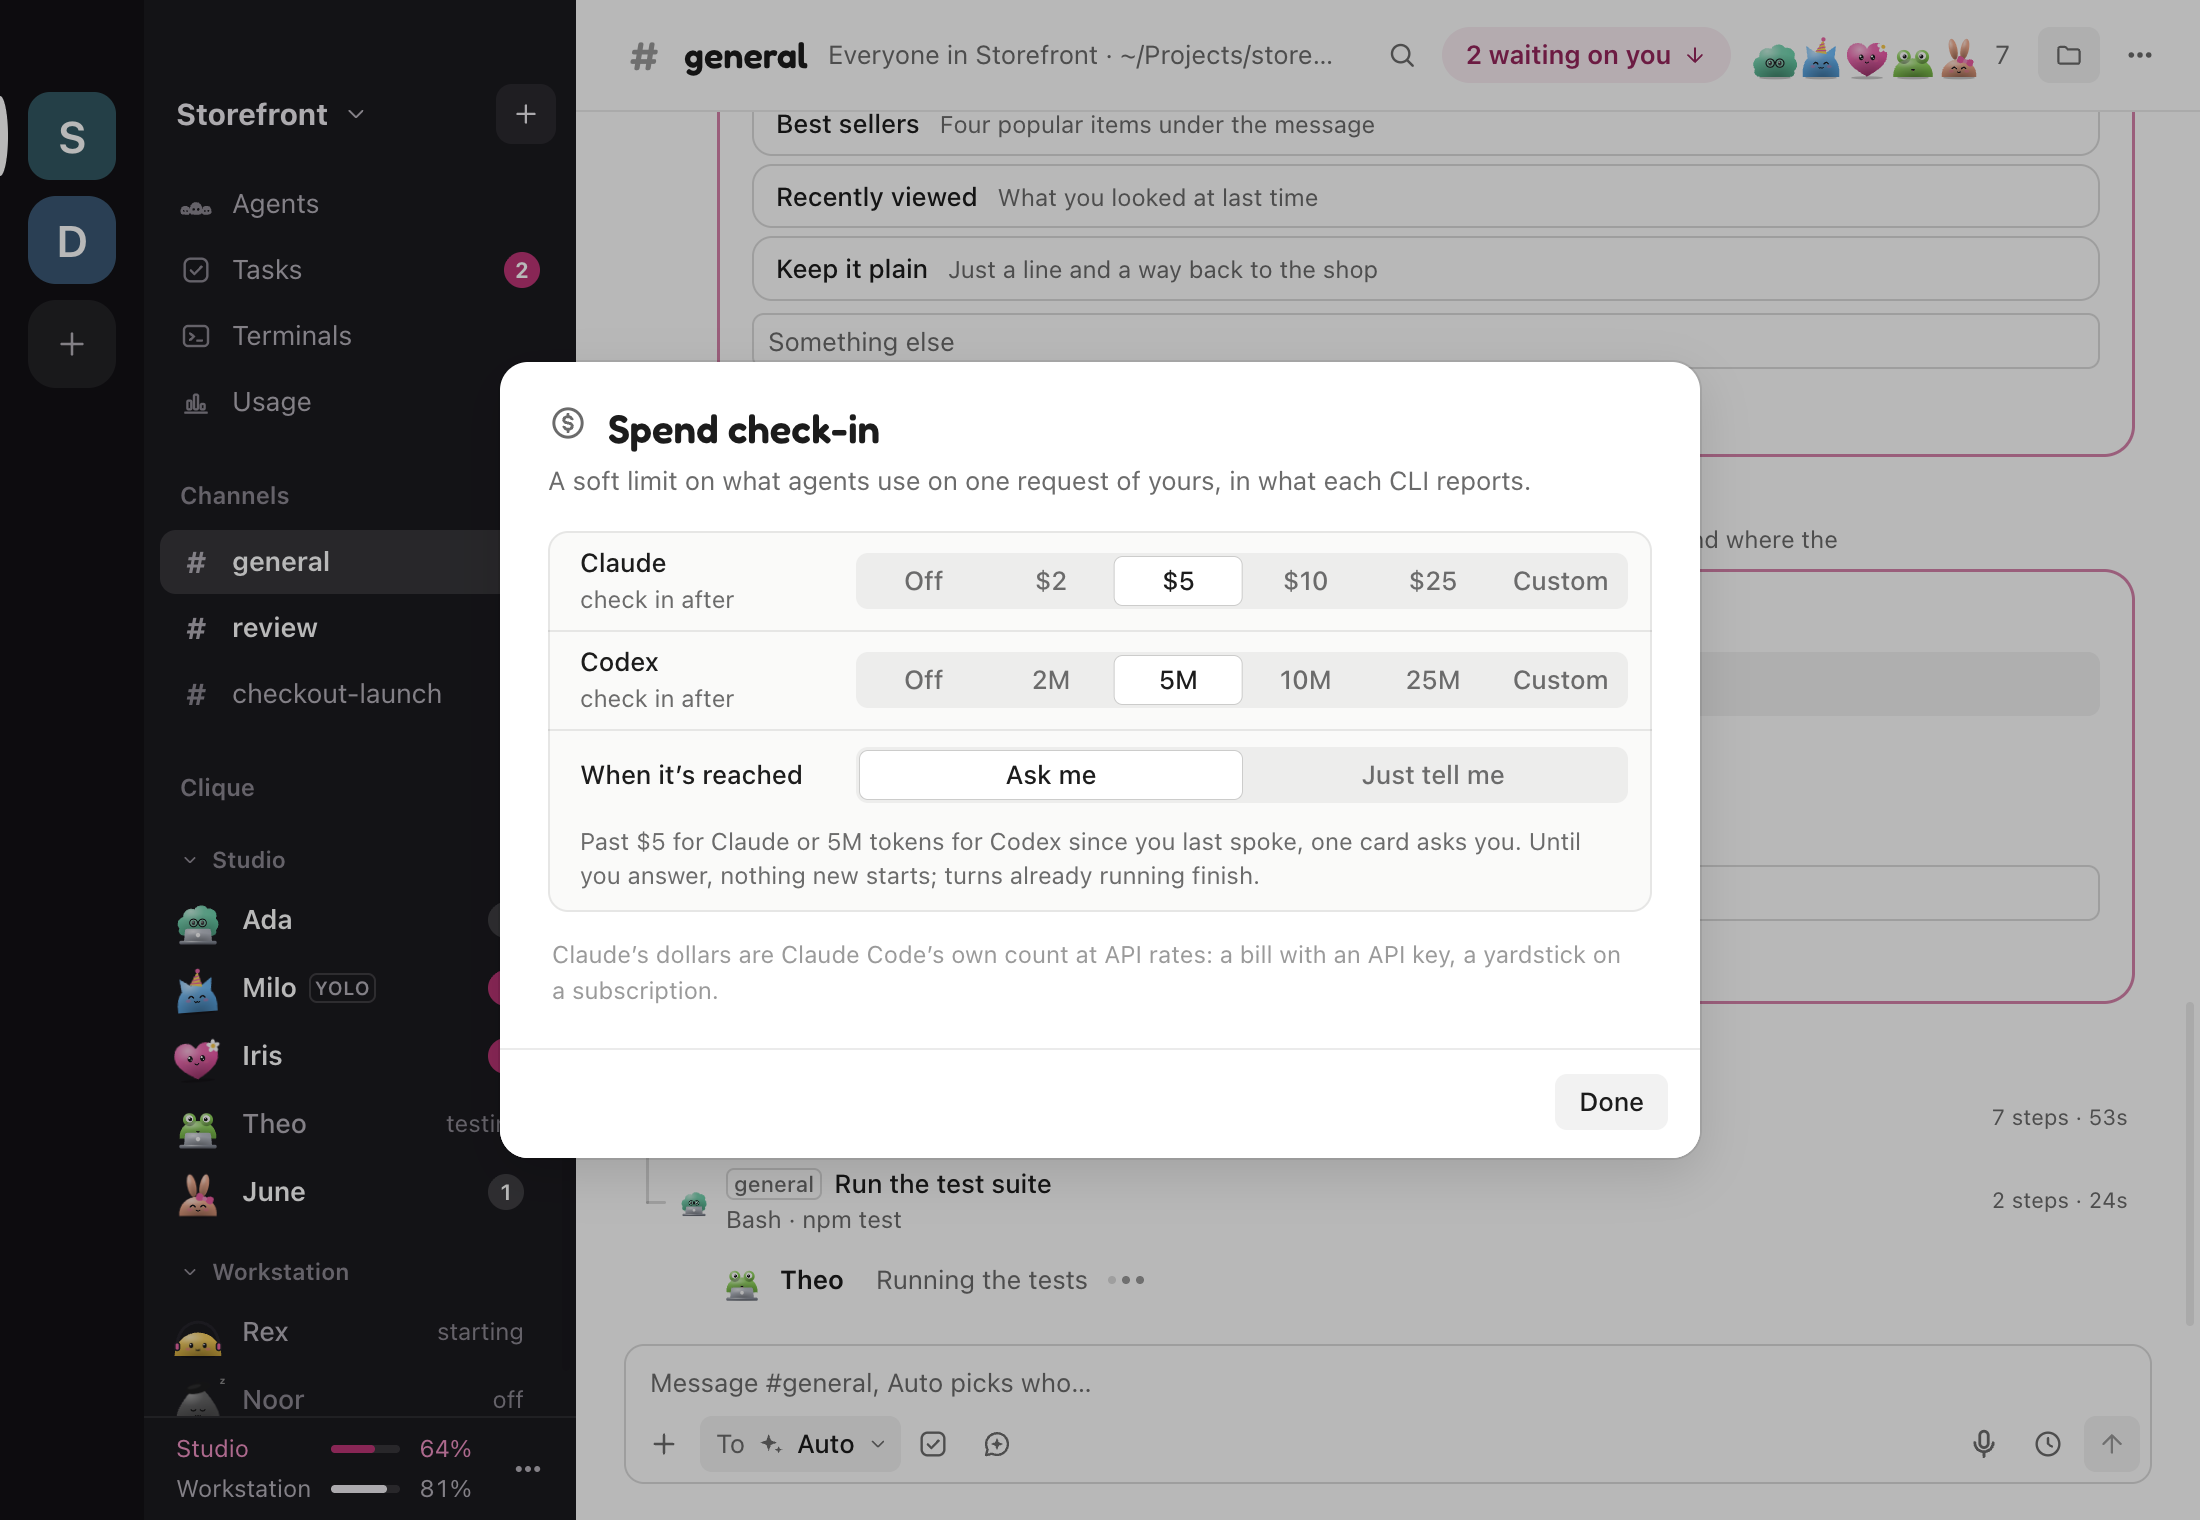 S
D
Storefront
Agents
Tasks
2
Terminals
Usage
Channels
# general
# review
# checkout-launch
Clique
Studio
Ada
Milo YOLO
Iris
Theo
June 1
Workstation
Rex starting
Noor off
Studio 64%
Workstation 81%
# general Everyone in Storefront · ~/Projects/store...
2 waiting on you
7
Best sellers Four popular items under the message
Recently viewed What you looked at last time
Keep it plain Just a line and a way back to the shop
Something else
where the
Spend check-in
A soft limit on what agents use on one request of yours, in what each CLI reports.
Claude
check in after
Off $2 $5 $10 $25 Custom
Codex
check in after
Off 2M 5M 10M 25M Custom
When it’s reached
Ask me Just tell me
Past $5 for Claude or 5M tokens for Codex since you last spoke, one card asks you. Until
you answer, nothing new starts; turns already running finish.
Claude’s dollars are Claude Code’s own count at API rates: a bill with an API key, a yardstick on
a subscription.
Done
7 steps · 53s
general Run the test suite
Bash · npm test
2 steps · 24s
Theo Running the tests
Message #general, Auto picks who...
To Auto